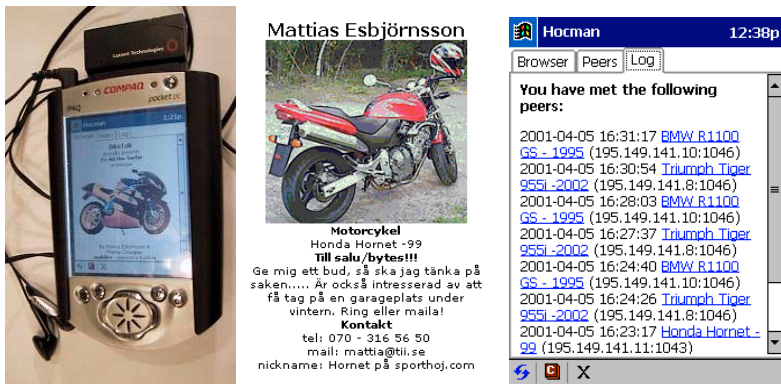 Lucent Technologies
COMPAQ
iPAQ
pocket pc
Hocman
1:21p
Browser Peers Log
BikeTalk
prototype
Mattias Esbjörnsson
Motorcykel
Honda Hornet -99
Till salu/bytes!!!
Ge mig ett bud, så ska jag tänka på
saken..... Är också intresserad av att
få tag på en garageplats under
vintern. Ring eller maila!
Kontakt
tel: 070 - 316 56 50
mail: mattia@tii.se
nickname: Hornet på sporthoj.com
Hocman 12:38p
Browser Peers Log
You have met the following
peers:
2001-04-05 16:31:17 BMW R1100
GS - 1995 (195.149.141.10:1046)
2001-04-05 16:30:54 Triumph Tiger
955i -2002 (195.149.141.8:1046)
2001-04-05 16:28:03 BMW R1100
GS - 1995 (195.149.141.10:1046)
2001-04-05 16:27:37 Triumph Tiger
955i -2002 (195.149.141.8:1046)
2001-04-05 16:24:40 BMW R1100
GS - 1995 (195.149.141.10:1046)
2001-04-05 16:24:26 Triumph Tiger
955i -2002 (195.149.141.8:1046)
2001-04-05 16:23:17 Honda Hornet -
99 (195.149.141.11:1043)
X